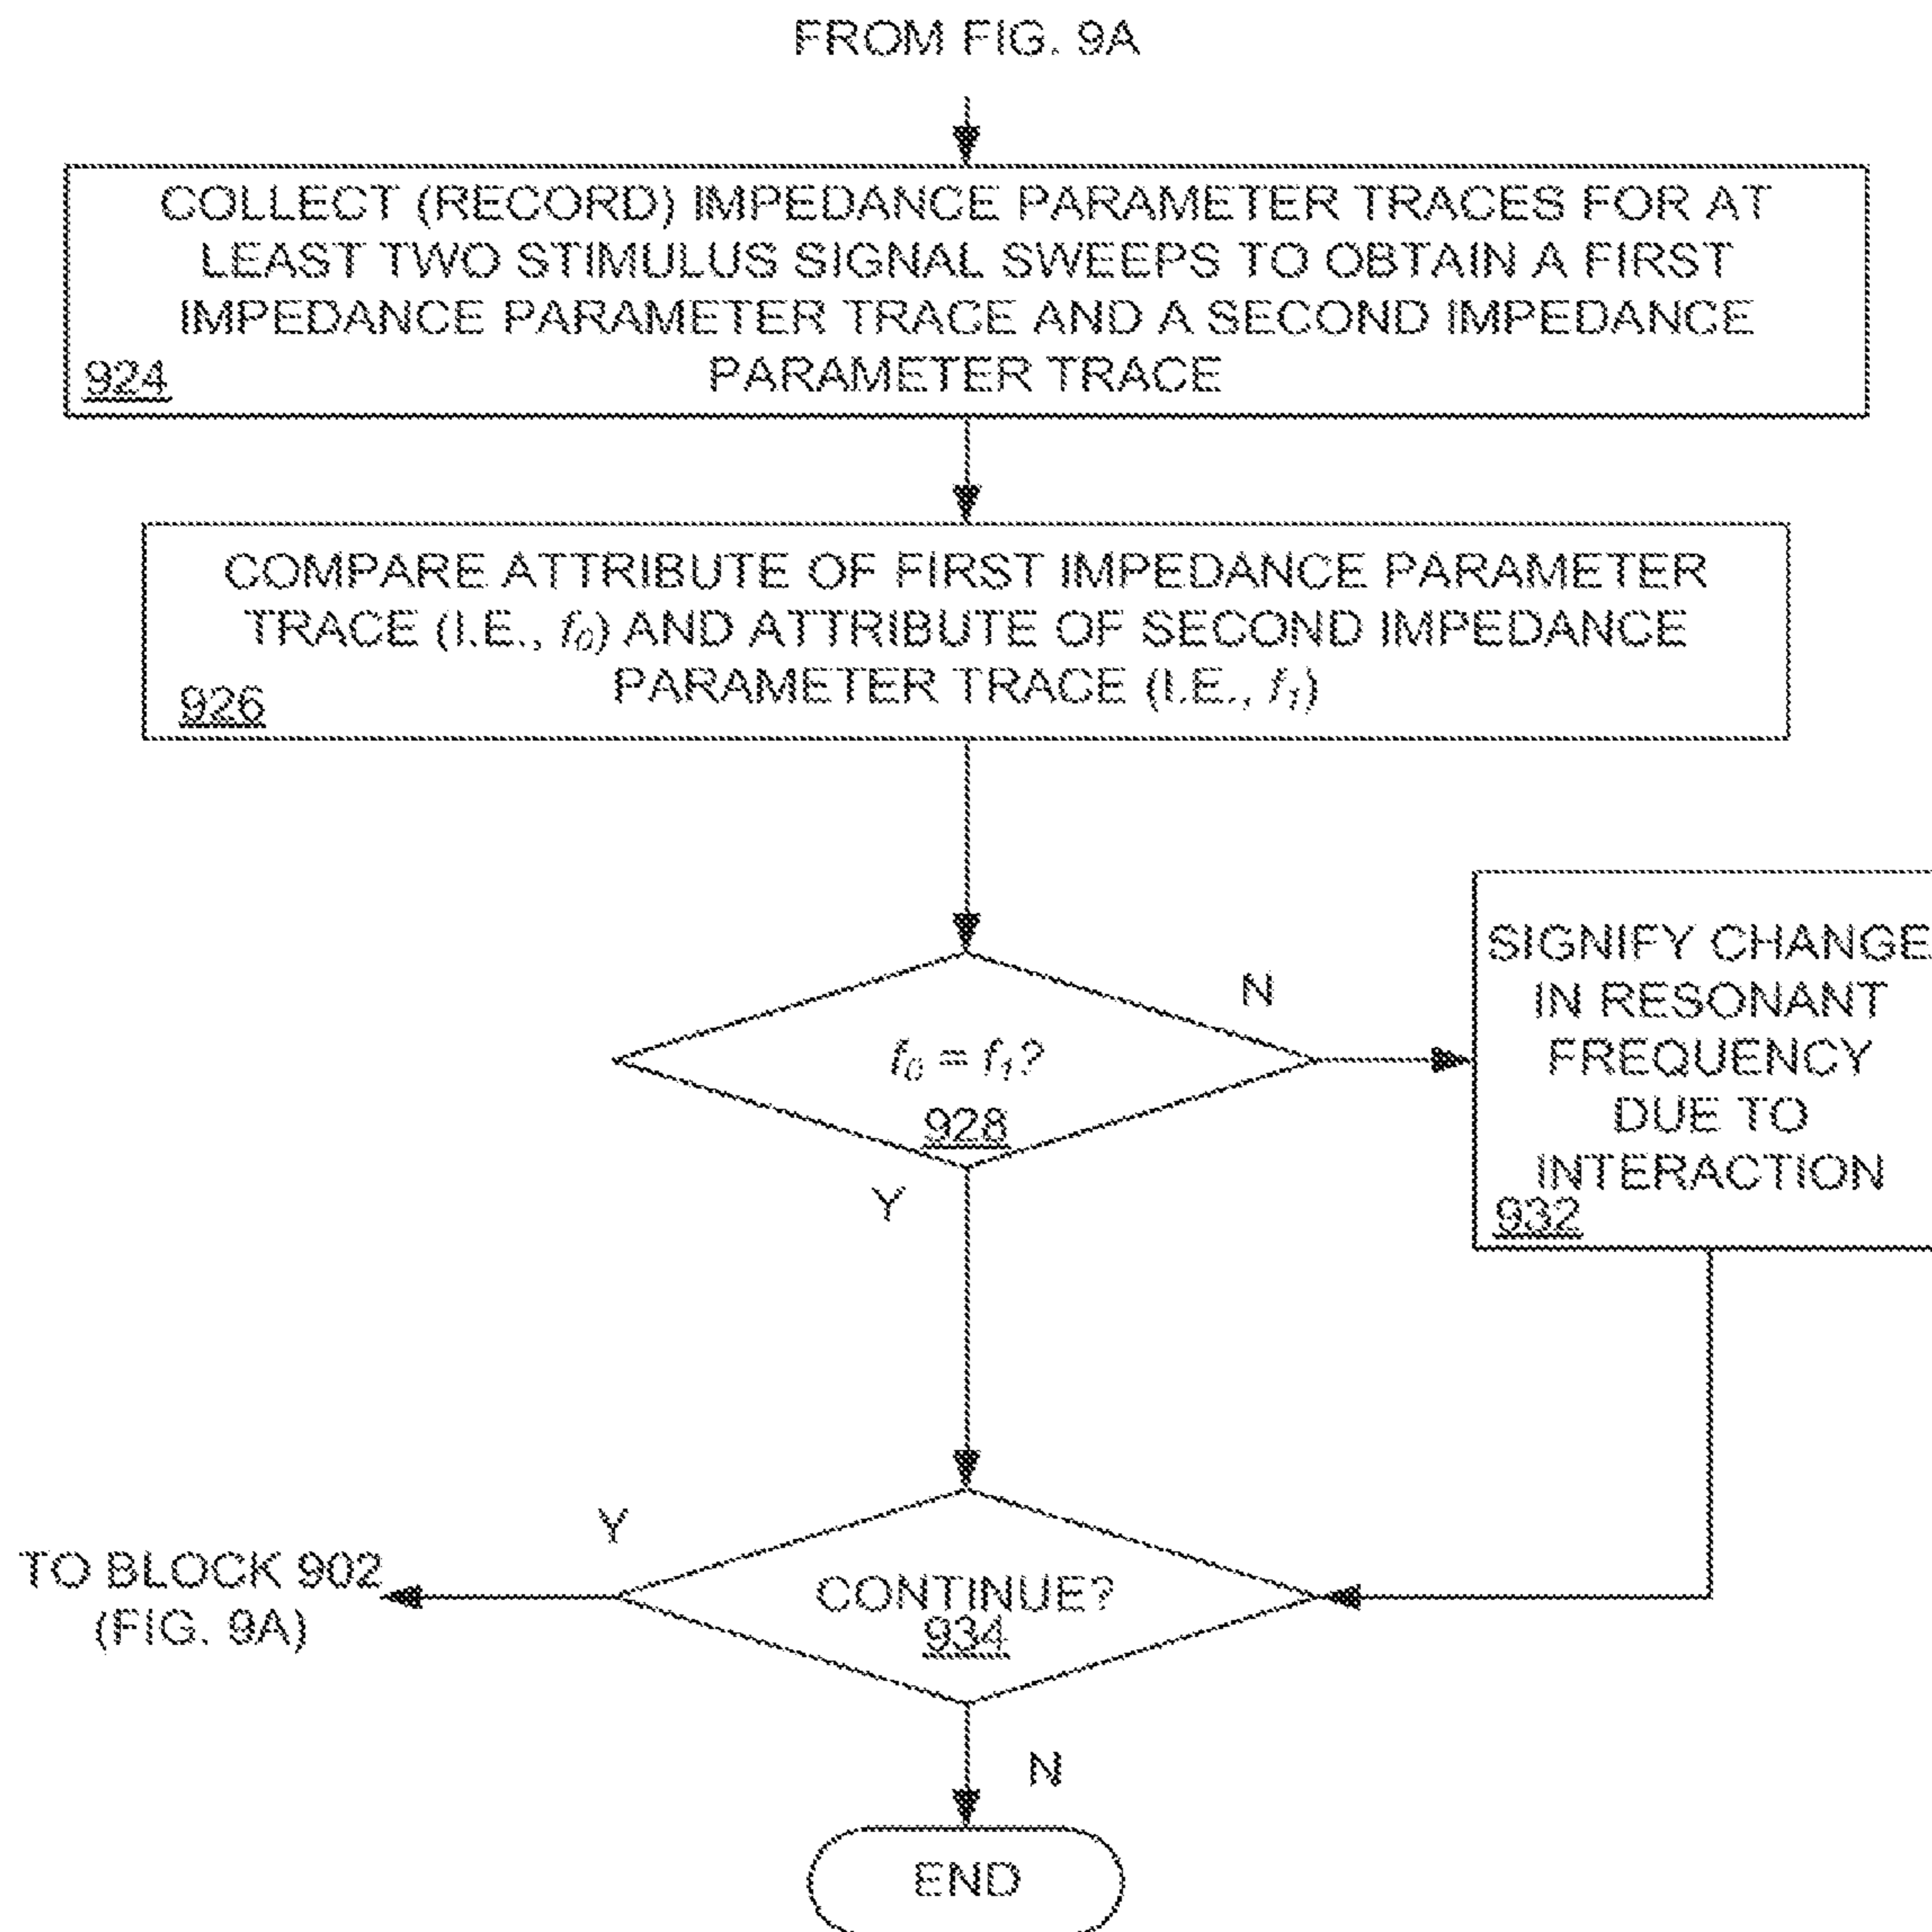 FROM FIG. 9A
COLLECT (RECORD) IMPEDANCE PARAMETER TRACES FOR AT
LEAST TWO STIMULUS SIGNAL SWEEPS TO OBTAIN A FIRST
IMPEDANCE PARAMETER TRACE AND A SECOND IMPEDANCE
PARAMETER TRACE
924
COMPARE ATTRIBUTE OF FIRST IMPEDANCE PARAMETER
TRACE (I.E., f₀) AND ATTRIBUTE OF SECOND IMPEDANCE
PARAMETER TRACE (I.E., f₁)
926
f₀ = f₁?
928
N
Y
SIGNIFY CHANGE
IN RESONANT
FREQUENCY
DUE TO
INTERACTION
932
Y
TO BLOCK 902
(FIG. 9A)
CONTINUE?
934
N
END